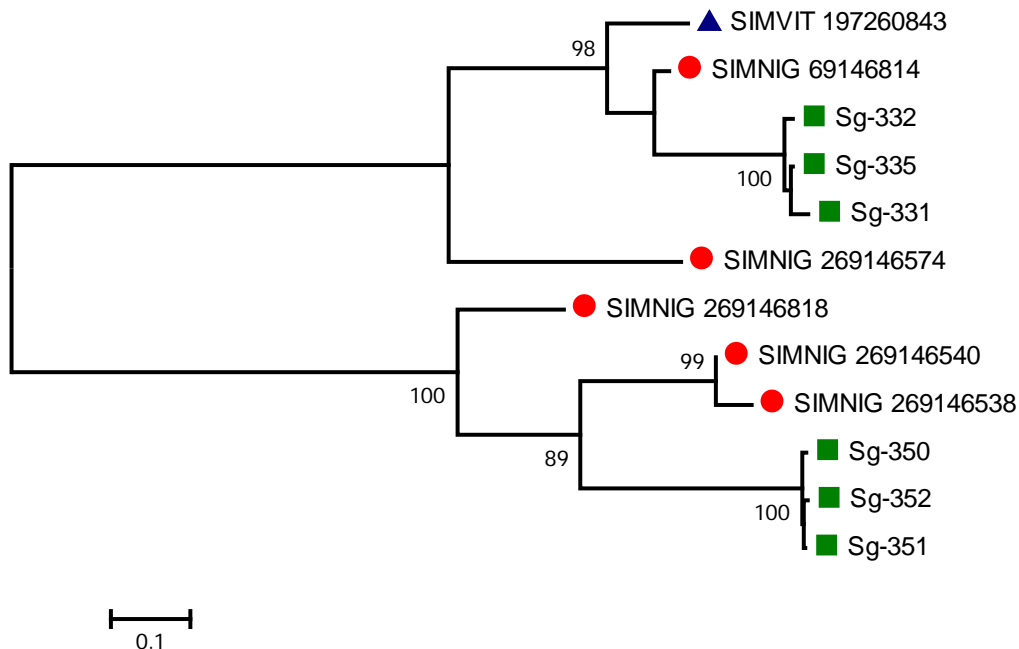 SIMVIT 197260843
98
SIMNIG 69146814
Sg-332
Sg-335
100
Sg-331
SIMNIG 269146574
SIMNIG 269146818
SIMNIG 269146540
99
100
SIMNIG 269146538
Sg-350
89
Sg-352
100
Sg-351
0.1